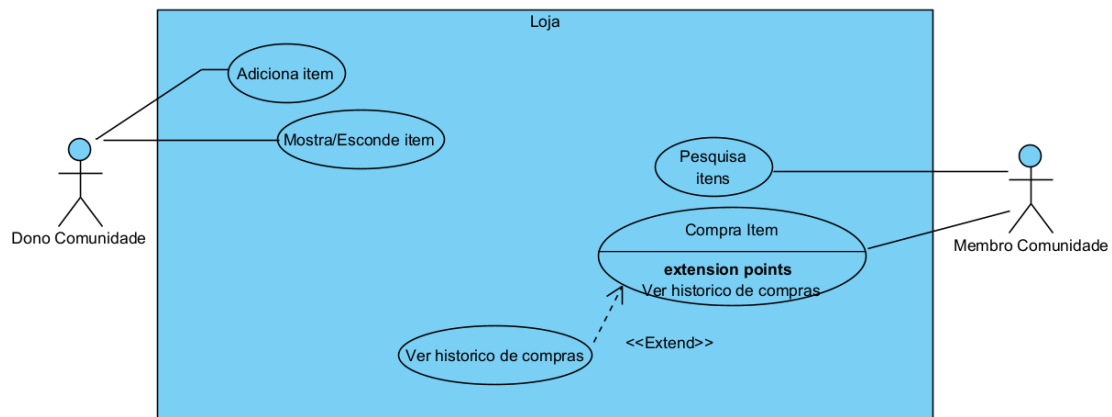 Loja
Adiciona item
Mostra/Esconde item
Dono Comunidade
Pesquisa
itens
Compra Item
extension points
Ver historico de compras
Membro Comunidade
Ver historico de compras
<<Extend>>